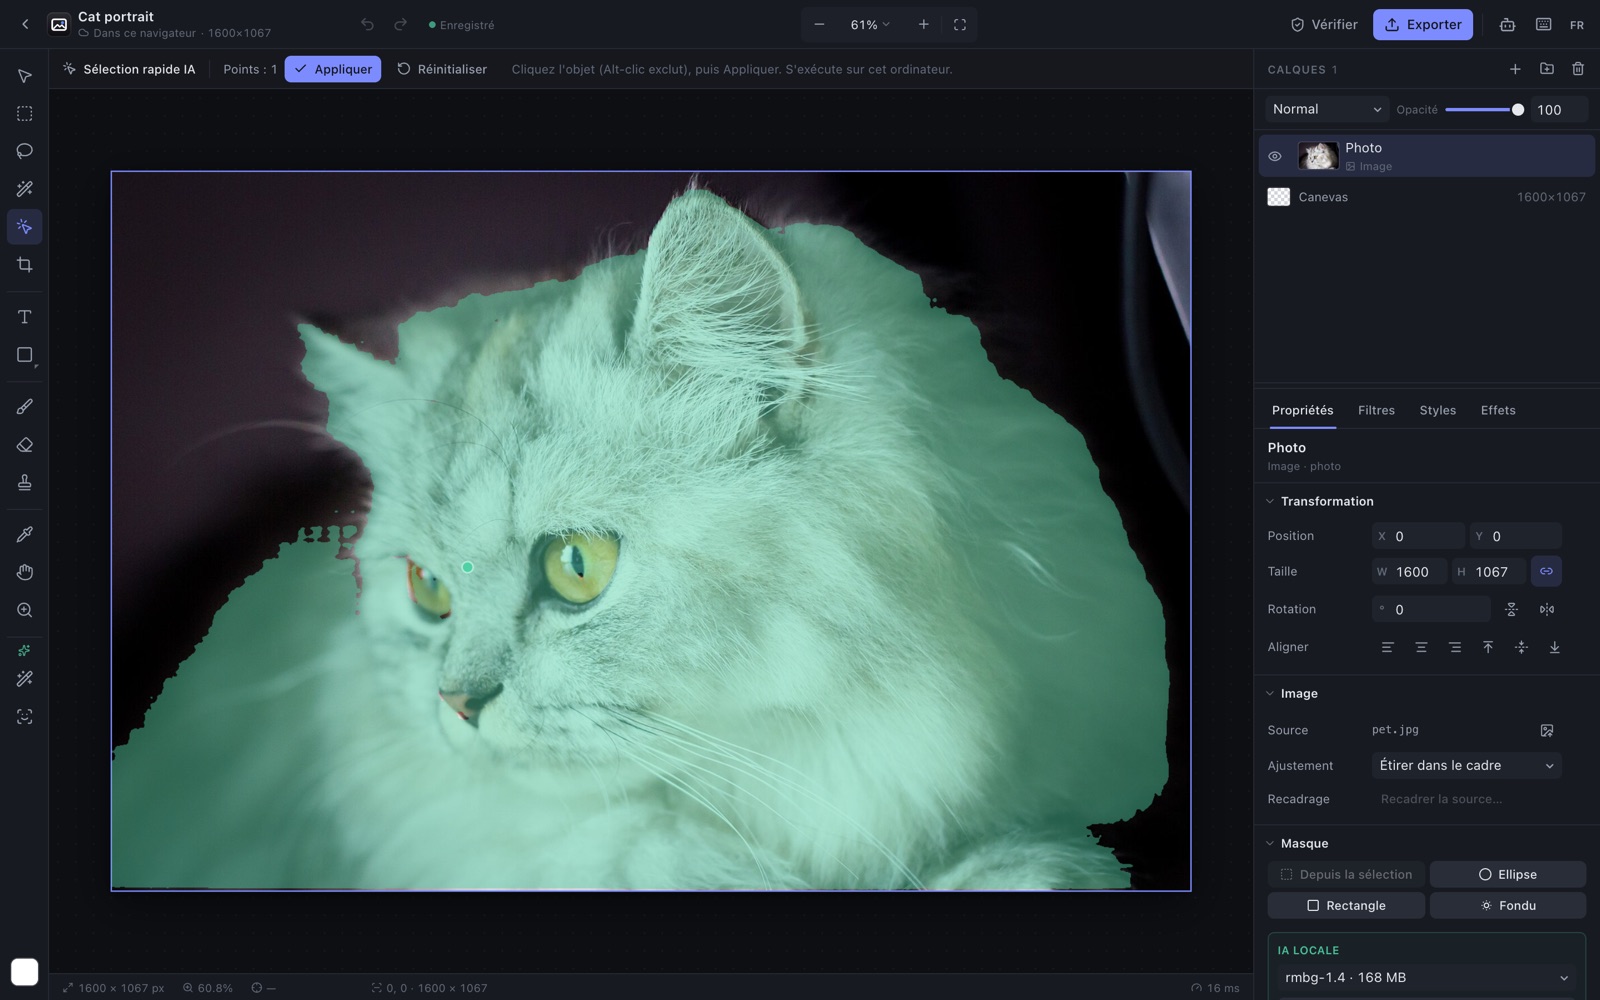 Cat portrait
Dans ce navigateur · 1600×1067
Enregistré
61%
Vérifier
Exporter
FR
Sélection rapide IA
Points : 1
Appliquer
Réinitialiser
Cliquez l'objet (Alt-clic exclut), puis Appliquer. S'exécute sur cet ordinateur.
CALQUES 1
Normal
Opacité
100
Photo
Image
Canevas
1600×1067
Propriétés
Filtres
Styles
Effets
Photo
Image · photo
Transformation
Position
X 0
Y 0
Taille
W 1600
H 1067
Rotation
° 0
Aligner
Image
Source
pet.jpg
Ajustement
Étirer dans le cadre
Recadrage
Recadrer la source...
Masque
Depuis la sélection
Ellipse
Rectangle
Fondu
IA LOCALE
rmbg-1.4 · 168 MB
1600 × 1067 px
60.8%
—
0, 0 · 1600 × 1067
16 ms